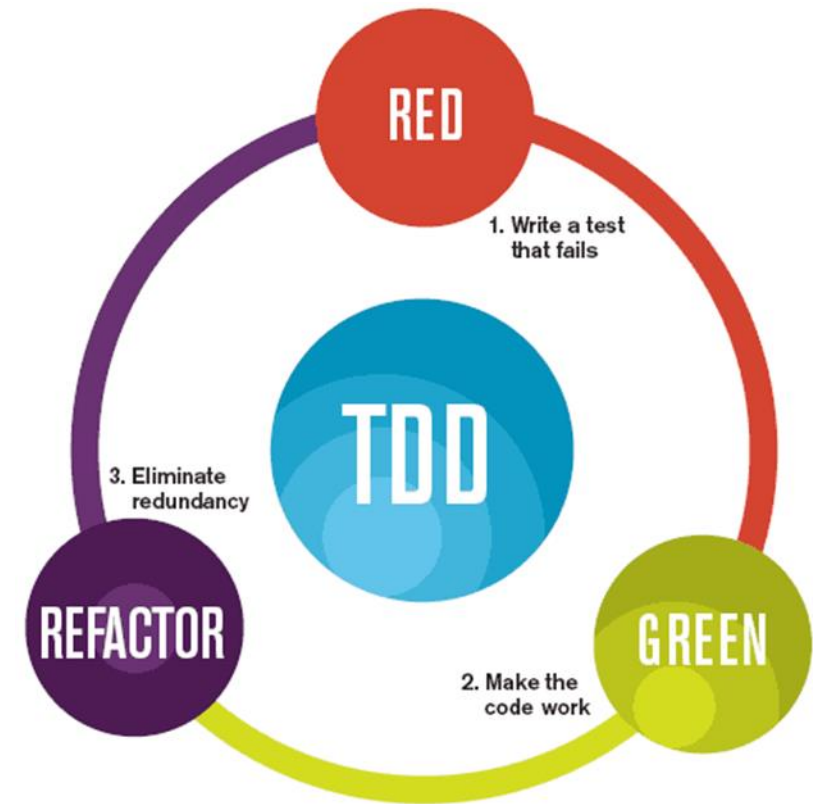 RED
1. Write a test
that fails
TDD
3. Eliminate
redundancy
REFACTOR
GREEN
2. Make the
code work